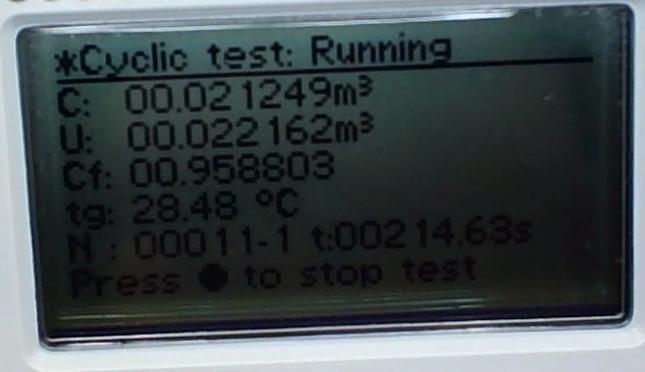 *Cyclic test: Running
C: 00.021249m³
U: 00.022162m³
Cf: 00.958803
tg: 28.48 °C
N : 00011-1 t:00214.63s
Press ● to stop test